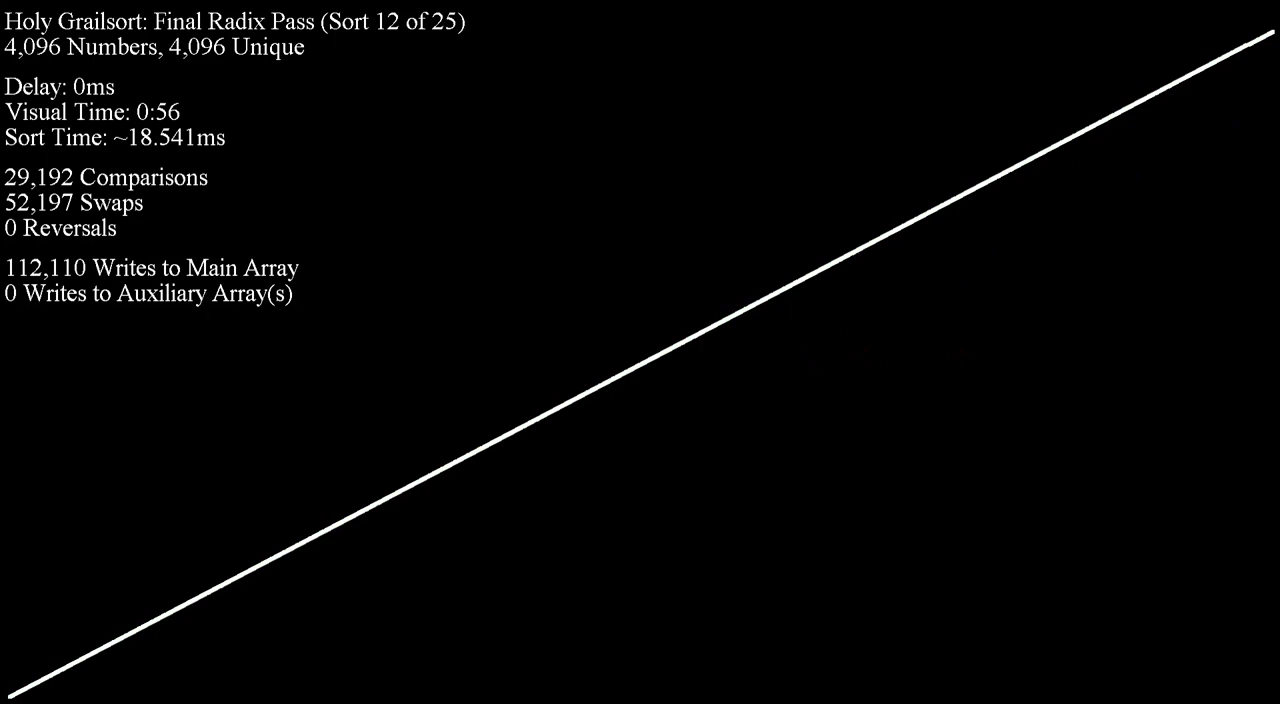 Holy Grailsort: Final Radix Pass (Sort 12 of 25)
4,096 Numbers, 4,096 Unique
Delay: 0ms
Visual Time: 0:56
Sort Time: ~18.541ms
29,192 Comparisons
52,197 Swaps
0 Reversals
112,110 Writes to Main Array
0 Writes to Auxiliary Array(s)